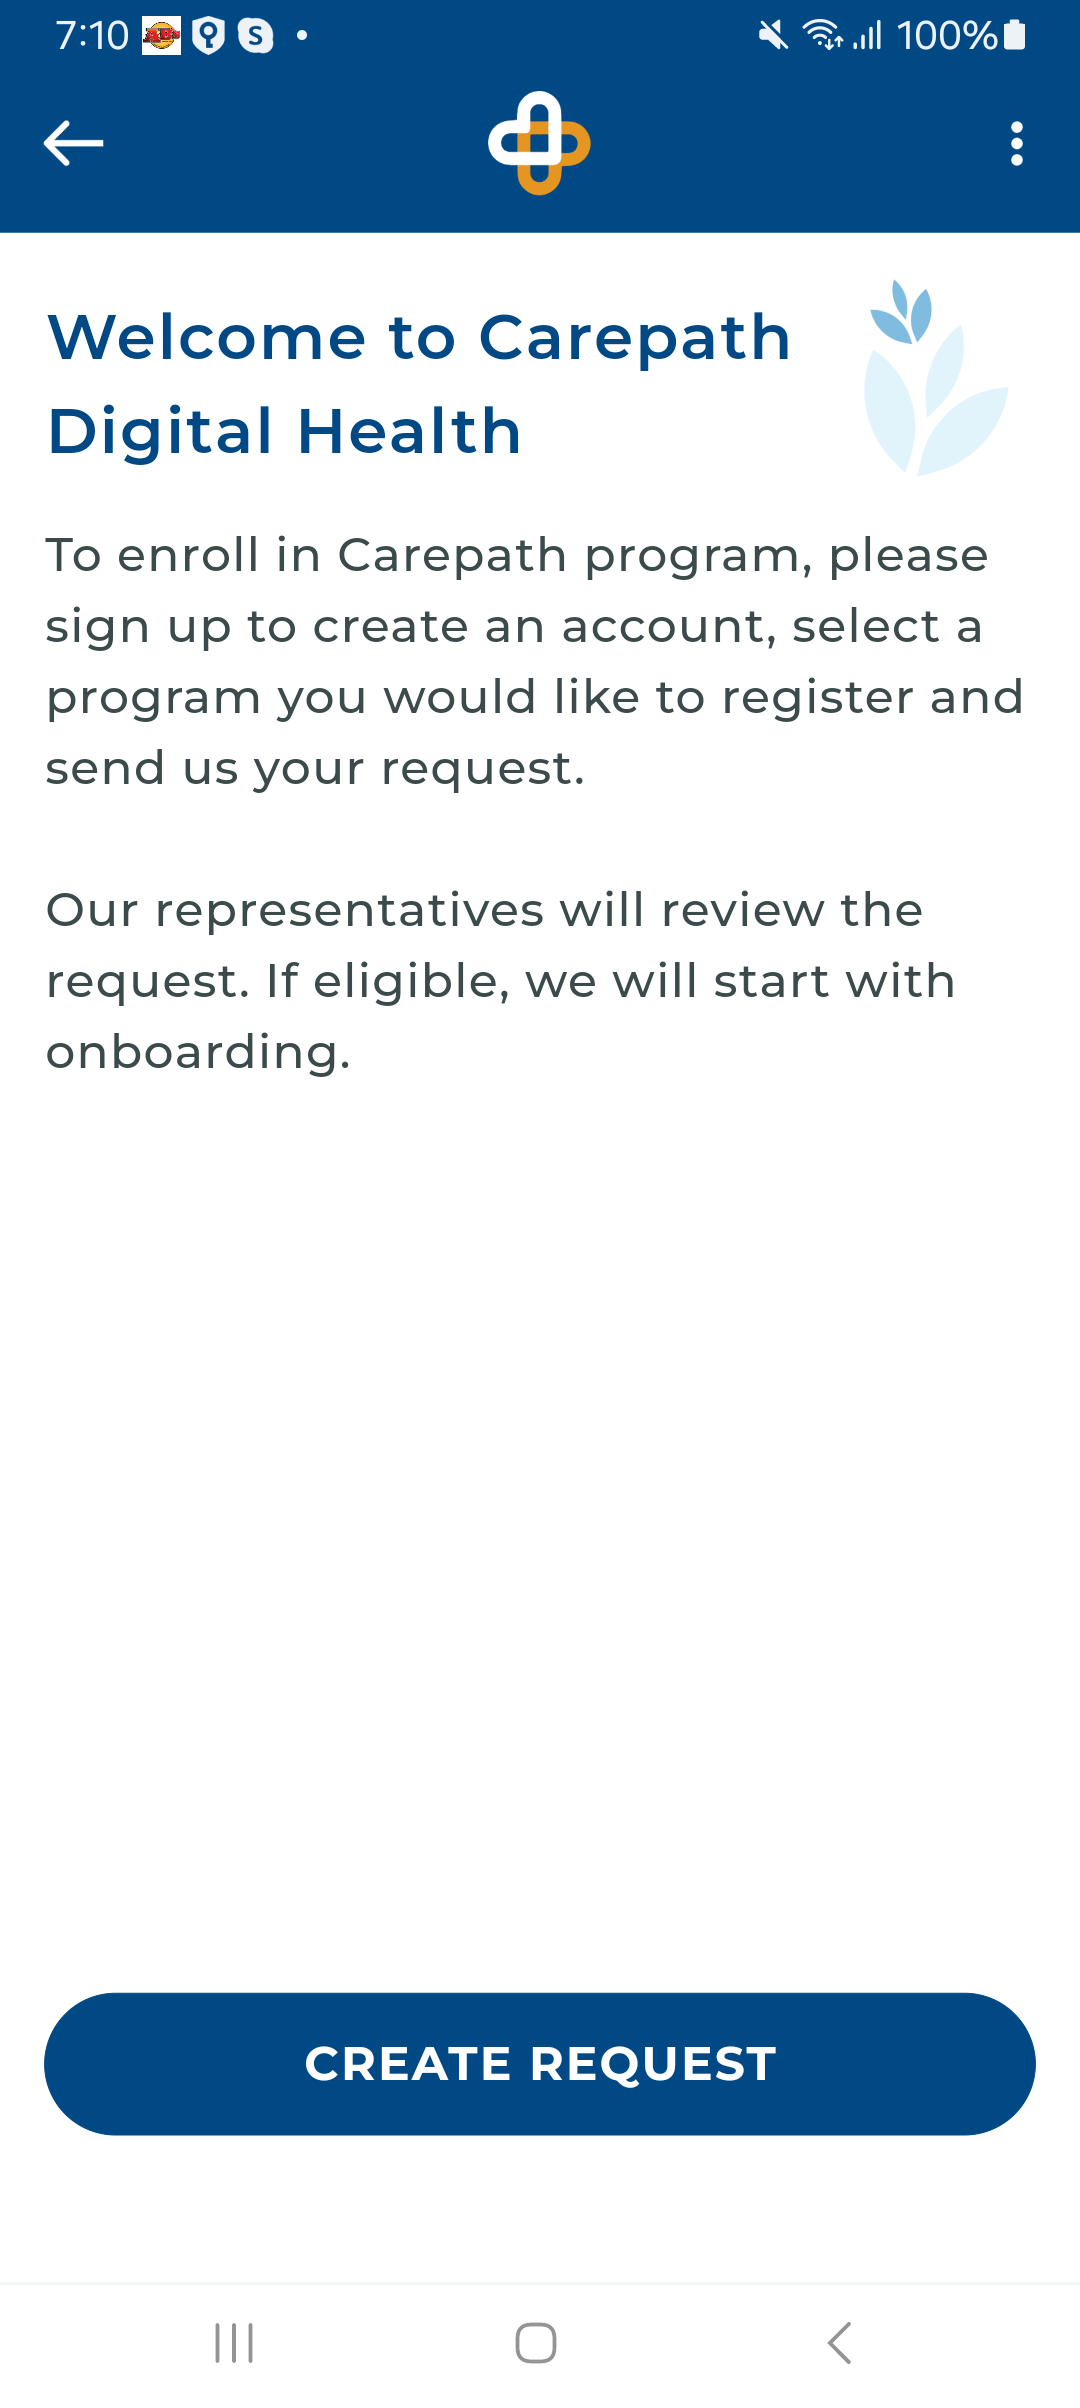 7:10
AB's
S
100%
Welcome to Carepath
Digital Health
To enroll in Carepath program, please
sign up to create an account, select a
program you would like to register and
send us your request.
Our representatives will review the
request. If eligible, we will start with
onboarding.
CREATE REQUEST